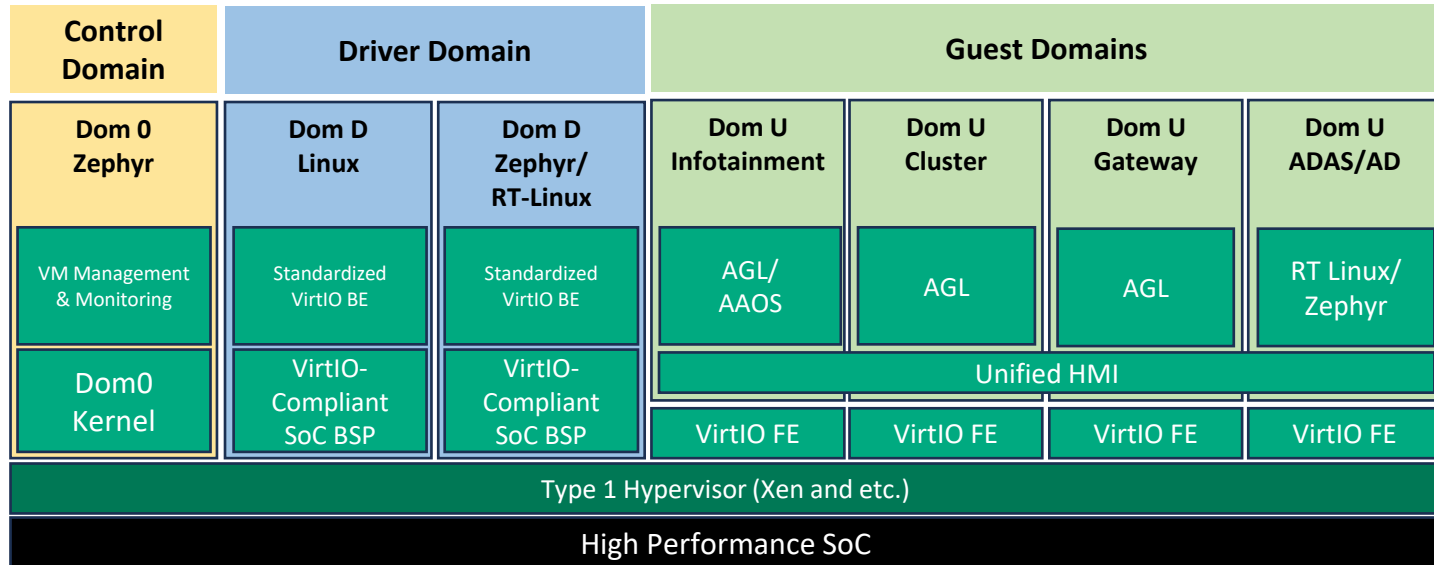 Control
Domain
Driver Domain
Guest Domains
Dom 0
Zephyr
Dom D
Linux
Dom D
Zephyr/
RT-Linux
Dom U
Infotainment
Dom U
Cluster
Dom U
Gateway
Dom U
ADAS/AD
VM Management
& Monitoring
Standardized
VirtIO BE
Standardized
VirtIO BE
AGL/
AAOS
AGL
AGL
RT Linux/
Zephyr
Dom0
Kernel
VirtIO-
Compliant
SoC BSP
VirtIO-
Compliant
SoC BSP
Unified HMI
VirtIO FE
VirtIO FE
VirtIO FE
VirtIO FE
Type 1 Hypervisor (Xen and etc.)
High Performance SoC